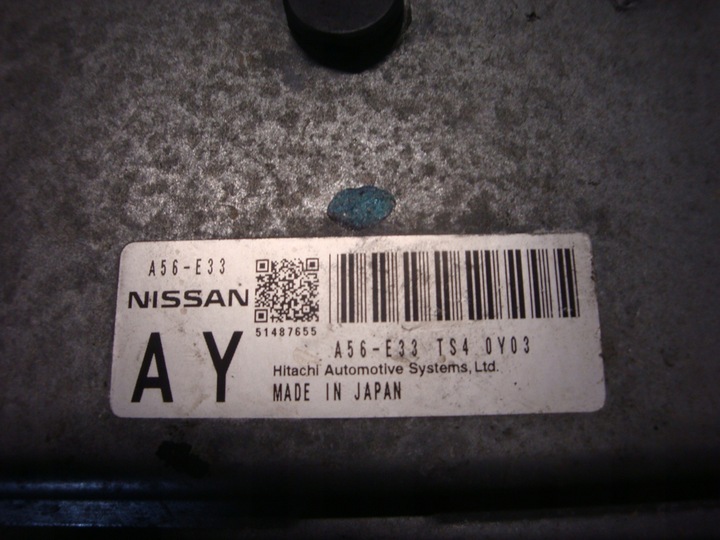 A56-E33
NISSAN
51487655
AY
A56-E33 TS4 0Y03
Hitachi Automotive Systems, Ltd.
MADE IN JAPAN